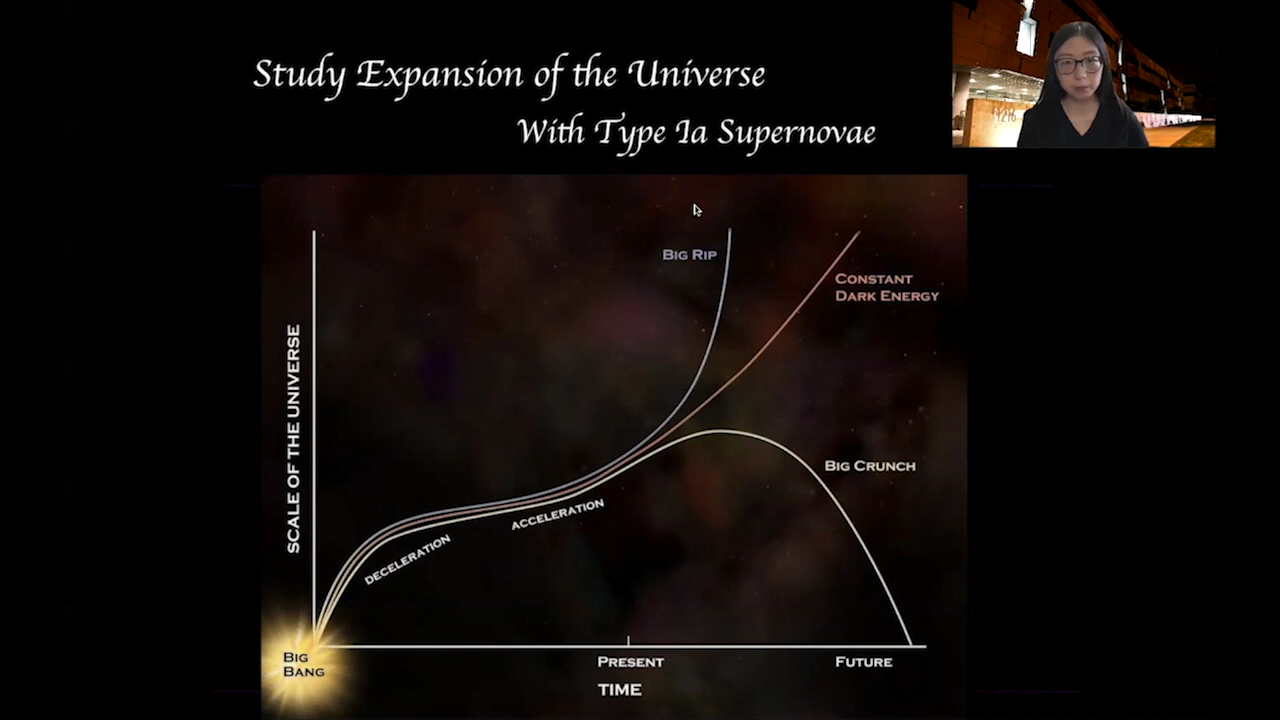 Study Expansion of the Universe
With Type Ia Supernovae
BIG RIP
CONSTANT
DARK ENERGY
SCALE OF THE UNIVERSE
BIG CRUNCH
ACCELERATION
DECELERATION
BIG
BANG
PRESENT
FUTURE
TIME